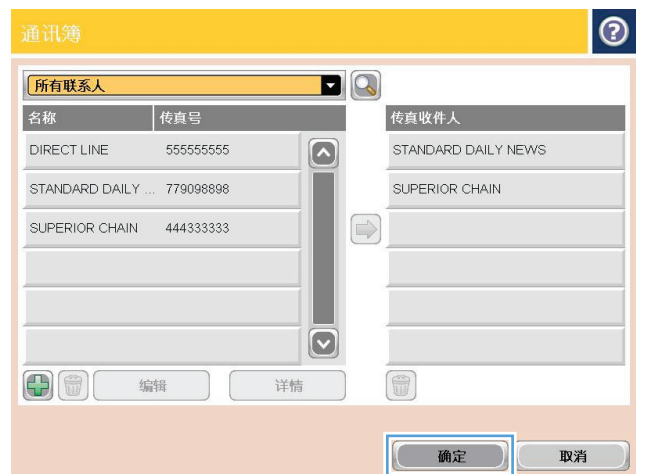 通讯簿
所有联系人
名称 传真号 传真收件人
DIRECT LINE 555555555 STANDARD DAILY NEWS
STANDARD DAILY ... 779098898 SUPERIOR CHAIN
SUPERIOR CHAIN 444333333
编辑 详情
确定 取消